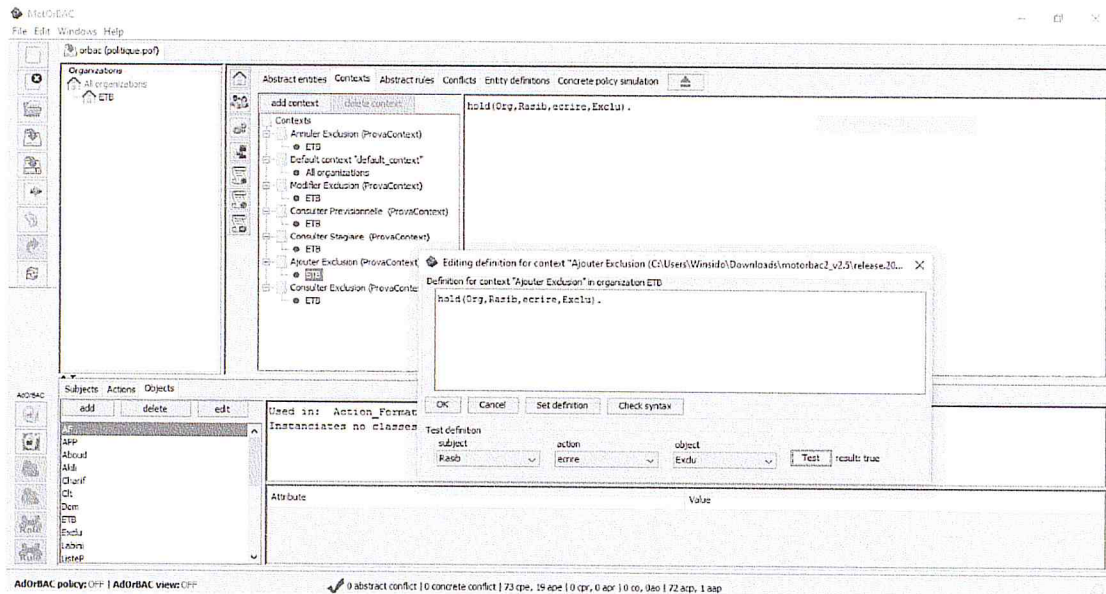 MotOrBAC
File Edit Windows Help
orbac (politique.pof)
Organizations
All organizations
ETB
Abstract entities Contexts Abstract rules Conflicts Entity definitions Concrete policy simulation
add context delete context
Contexts
Annuler Exclusion (ProvaContext)
ETB
Default context "default_context"
All organizations
Modifier Exclusion (ProvaContext)
ETB
Consulter Previsionnelle (ProvaContext)
ETB
Consulter Stagiaire (ProvaContext)
ETB
Ajouter Exclusion (ProvaContext)
ETB
Consulter Exclusion (ProvaConte
ETB
hold(Org,Rasib,ecrire,Exclu).
Editing definition for context "Ajouter Exclusion (C:\Users\Winsido\Downloads\motorbac2_v2.5\release.20...
Definition for context "Ajouter Exclusion" in organization ETB
hold(Org,Rasib,ecrire,Exclu).
OK Cancel Set definition Check syntax
Test definition
subject action object
Rasib ecrire Exclu Test result: true
AdOrBAC
Subjects Actions Objects
add delete edit
AFP
Aboud
Akli
Charif
Clt
Dem
ETB
Exclu
Labini
ListeP
Used in: Action_Format
Instanciates no classes
Attribute Value
Rule
Rule
AdOrBAC policy: OFF | AdOrBAC view: OFF
0 abstract conflict | 0 concrete conflict | 73 cpe, 19 ape | 0 cpr, 0 apr | 0 co, 0ao | 72 acp, 1 aap